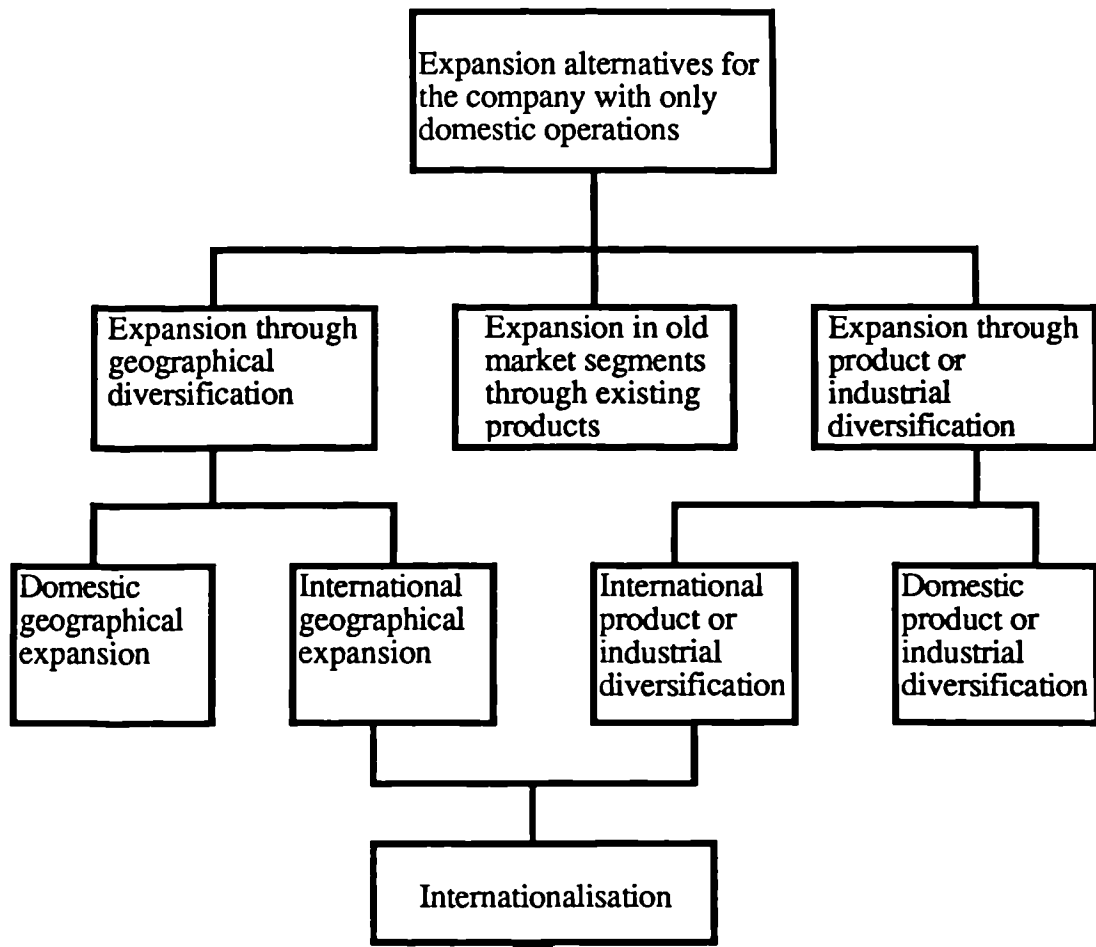 Expansion alternatives for
the company with only
domestic operations
Expansion through
geographical
diversification
Expansion in old
market segments
through existing
products
Expansion through
product or
industrial
diversification
Domestic
geographical
expansion
International
geographical
expansion
International
product or
industrial
diversification
Domestic
product or
industrial
diversification
Internationalisation